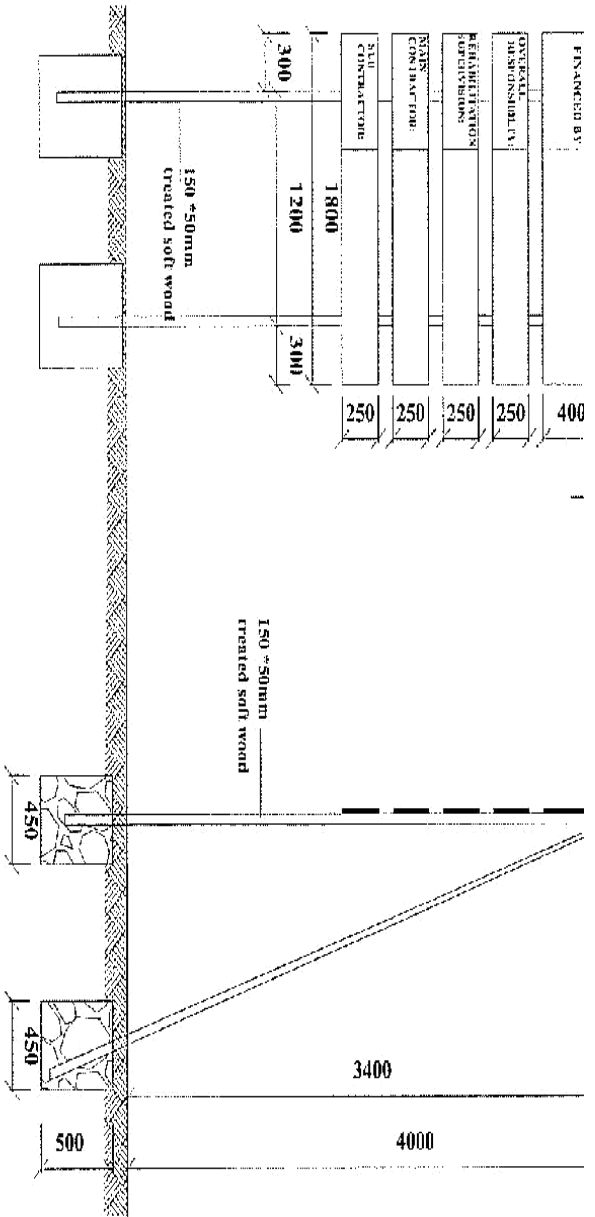 FINANCED BY
OVERALL
RESPONSIBILTY:
REHABILITATION
SUPERVISION:
MAIN
CONTRACTOR:
SUB
CONTRACTOR:
400
250
250
250
250
1800
300
1200
300
150 *50mm
treated soft wood
150 *50mm
treated soft wood
450
450
3400
4000
500